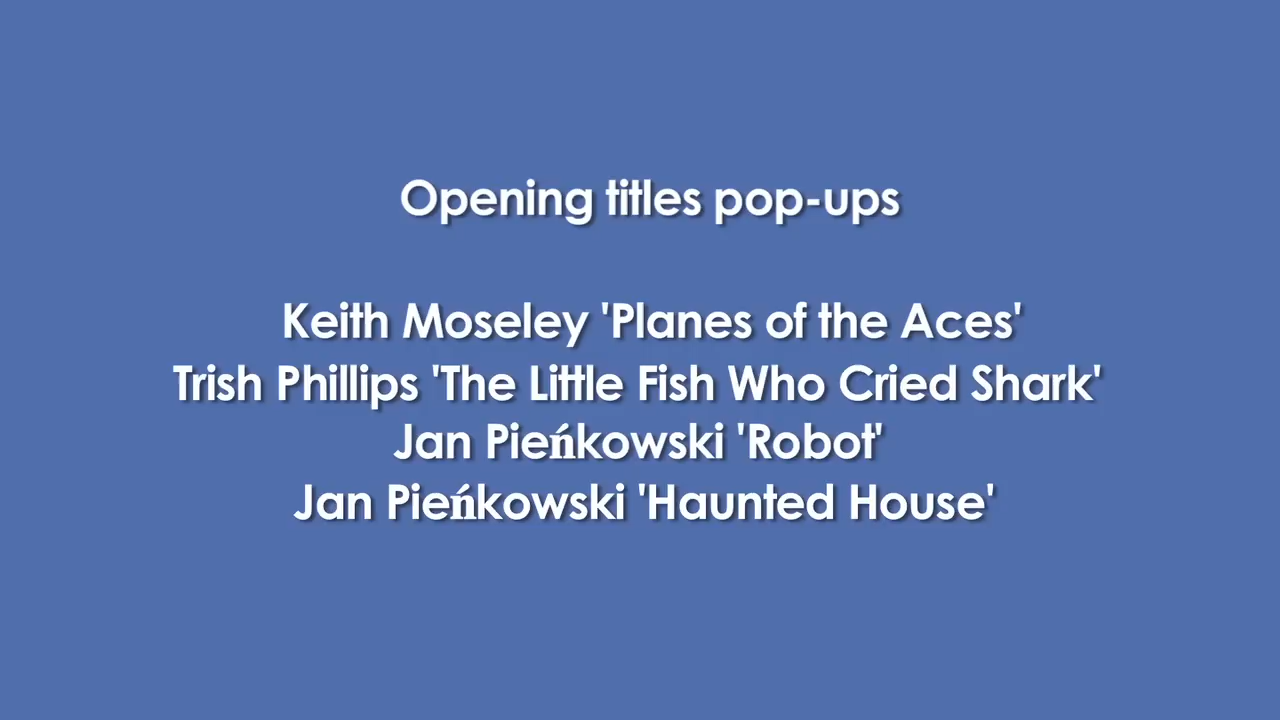 Opening titles pop-ups
Keith Moseley 'Planes of the Aces'
Trish Phillips 'The Little Fish Who Cried Shark'
Jan Pieńkowski 'Robot'
Jan Pieńkowski 'Haunted House'